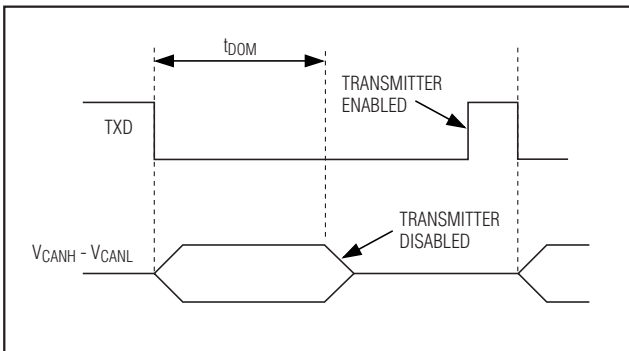 tDOM
TRANSMITTER
ENABLED
TXD
TRANSMITTER
DISABLED
VCANH - VCANL